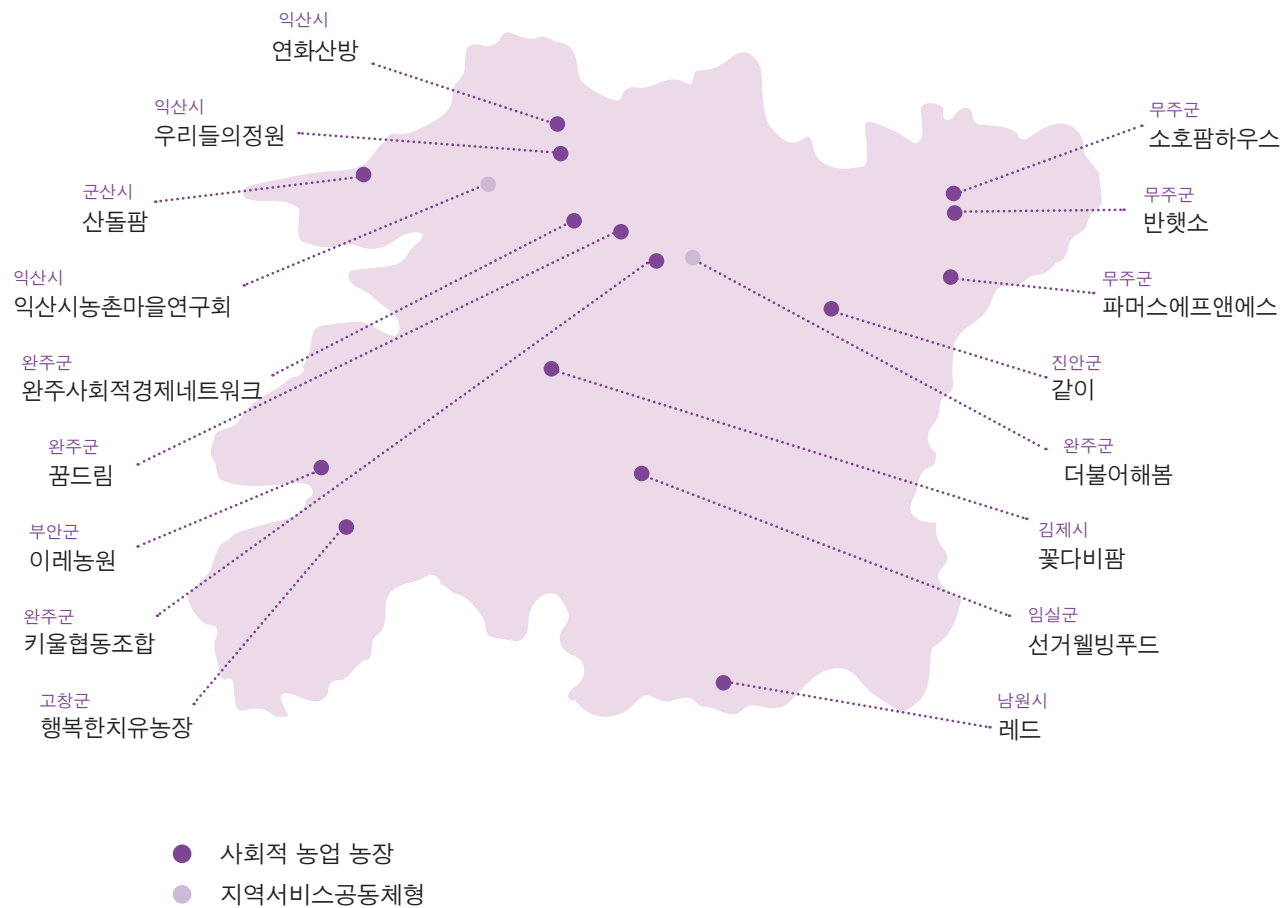 익산시
연화산방
익산시
우리들의정원
군산시
산돌팜
익산시
익산시농촌마을연구회
완주군
완주사회적경제네트워크
완주군
꿈드림
부안군
이레농원
완주군
키울협동조합
고창군
행복한치유농장
무주군
소호팜하우스
무주군
반햇소
무주군
파머스에프앤에스
진안군
같이
완주군
더불어해봄
김제시
꽃다비팜
임실군
선거웰빙푸드
남원시
레드
사회적 농업 농장
지역서비스공동체형